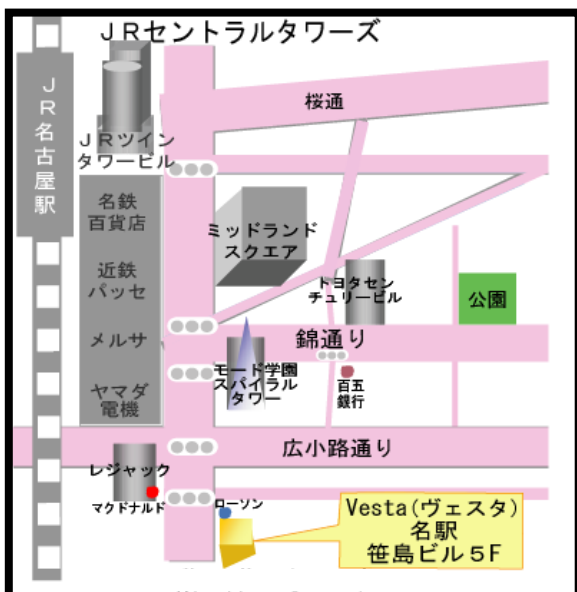 JRセントラルタワーズ
JR名古屋駅
桜通
JRツイン
タワービル
名鉄
百貨店
ミッドランド
スクエア
近鉄
パッセ
トヨタセン
チュリービル
公園
メルサ
錦通り
モード学園
スパイラル
タワー
百五
銀行
ヤマダ
電機
広小路通り
レジャック
マクドナルド
ローソン
Vesta(ヴェスタ)
名駅
笹島ビル5F